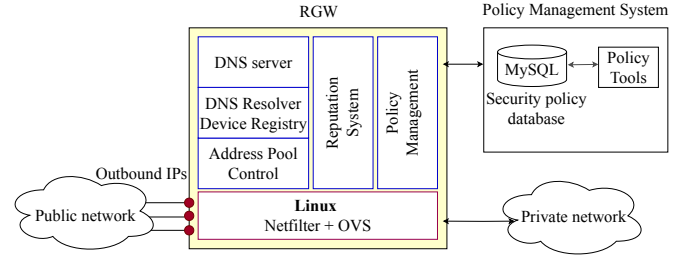 RGW
Policy Management System
DNS server
DNS Resolver
Device Registry
Address Pool
Control
Reputation
System
Policy
Management
MySQL
Policy
Tools
Security policy
database
Outbound IPs
Public network
Linux
Netfilter + OVS
Private network